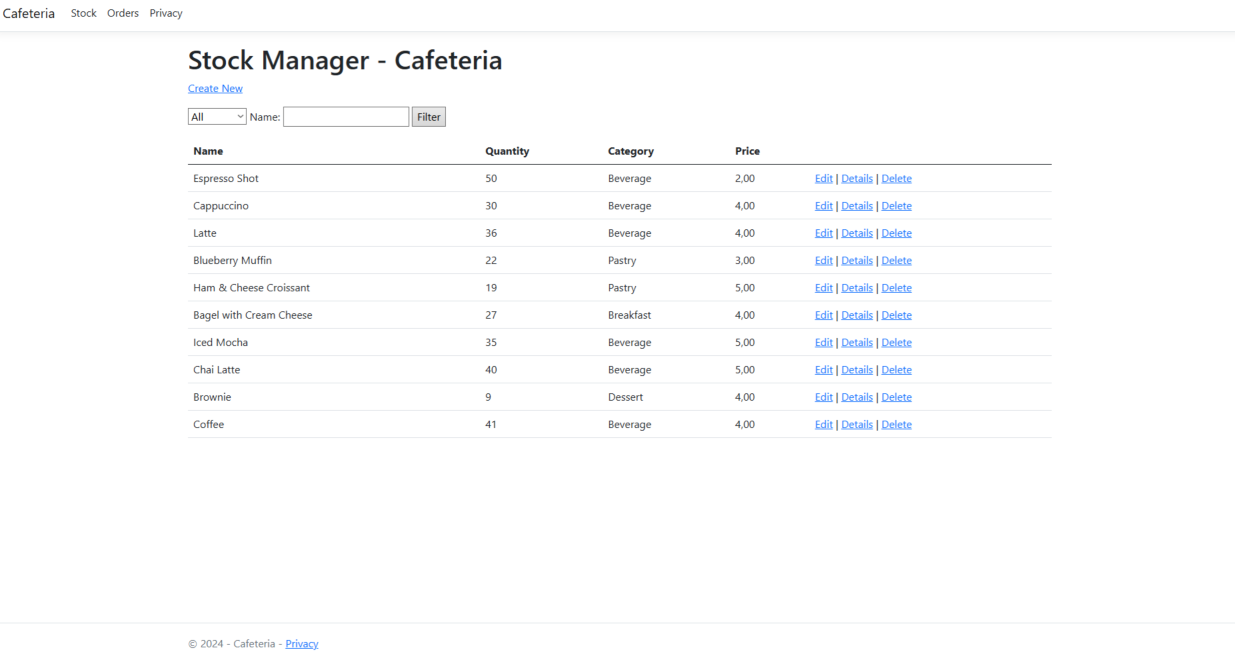 Cafeteria Stock Orders Privacy
Stock Manager - Cafeteria
Create New
All Name: Filter
Name Quantity Category Price
Espresso Shot 50 Beverage 2,00 Edit | Details | Delete
Cappuccino 30 Beverage 4,00 Edit | Details | Delete
Latte 36 Beverage 4,00 Edit | Details | Delete
Blueberry Muffin 22 Pastry 3,00 Edit | Details | Delete
Ham & Cheese Croissant 19 Pastry 5,00 Edit | Details | Delete
Bagel with Cream Cheese 27 Breakfast 4,00 Edit | Details | Delete
Iced Mocha 35 Beverage 5,00 Edit | Details | Delete
Chai Latte 40 Beverage 5,00 Edit | Details | Delete
Brownie 9 Dessert 4,00 Edit | Details | Delete
Coffee 41 Beverage 4,00 Edit | Details | Delete
© 2024 - Cafeteria - Privacy